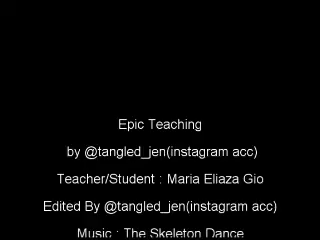 Epic Teaching
by @tangled_jen(instagram acc)
Teacher/Student : Maria Eliaza Gio
Edited By @tangled_jen(instagram acc)
Music : The Skeleton Dance